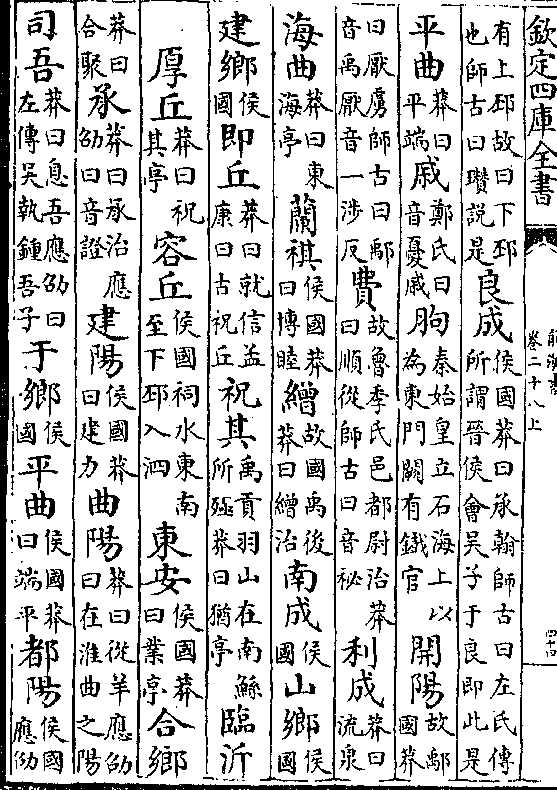 欽定四庫全書
前漢書
卷二十八上
四十四
有上邳故曰下邳也師古曰瓚説是良成侯國莽曰承翰師古曰左氏傳所謂晉侯會吳子于良即此是
平曲莽曰平端戚鄭氏曰音憂戚朐秦始皇立石海上以為東門闕有鐵官開陽故鄅國莽
曰厭虜師古曰鄅音禹厭音一涉反費故魯季氏邑都尉治莽曰順從師古曰音祕利成莽曰流泉
海曲莽曰東海亭蘭祺侯國莽曰博睦繒故國禹後莽曰繒治南成侯國山鄉侯國
建鄉侯國即丘莽曰就信孟康曰古祝丘祝其禹貢羽山在南鯀所殛莽曰猶亭臨沂
厚丘莽曰祝其亭容丘侯國祠水東南至下邳入泗東安侯國莽曰業亭合鄉
莽曰合聚承莽曰承治應劭曰音證建陽侯國莽曰建力曲陽莽曰從羊應劭曰在淮曲之陽
司吾莽曰息吾應劭曰左傳吳執鍾吾子于鄉侯國平曲侯國莽曰端平都陽侯國應劭